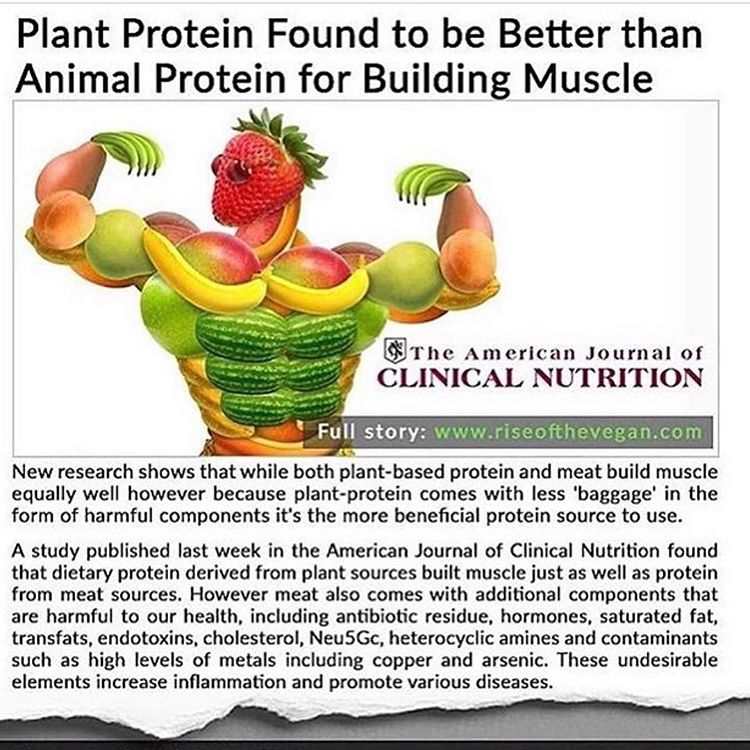 Plant Protein Found to be Better than
Animal Protein for Building Muscle
The American Journal of
CLINICAL NUTRITION
Full story: www.riseofthevegan.com
New research shows that while both plant-based protein and meat build muscle
equally well however because plant-protein comes with less 'baggage' in the
form of harmful components it's the more beneficial protein source to use.
A study published last week in the American Journal of Clinical Nutrition found
that dietary protein derived from plant sources built muscle just as well as protein
from meat sources. However meat also comes with additional components that
are harmful to our health, including antibiotic residue, hormones, saturated fat,
transfats, endotoxins, cholesterol, Neu5Gc, heterocyclic amines and contaminants
such as high levels of metals including copper and arsenic. These undesirable
elements increase inflammation and promote various diseases.